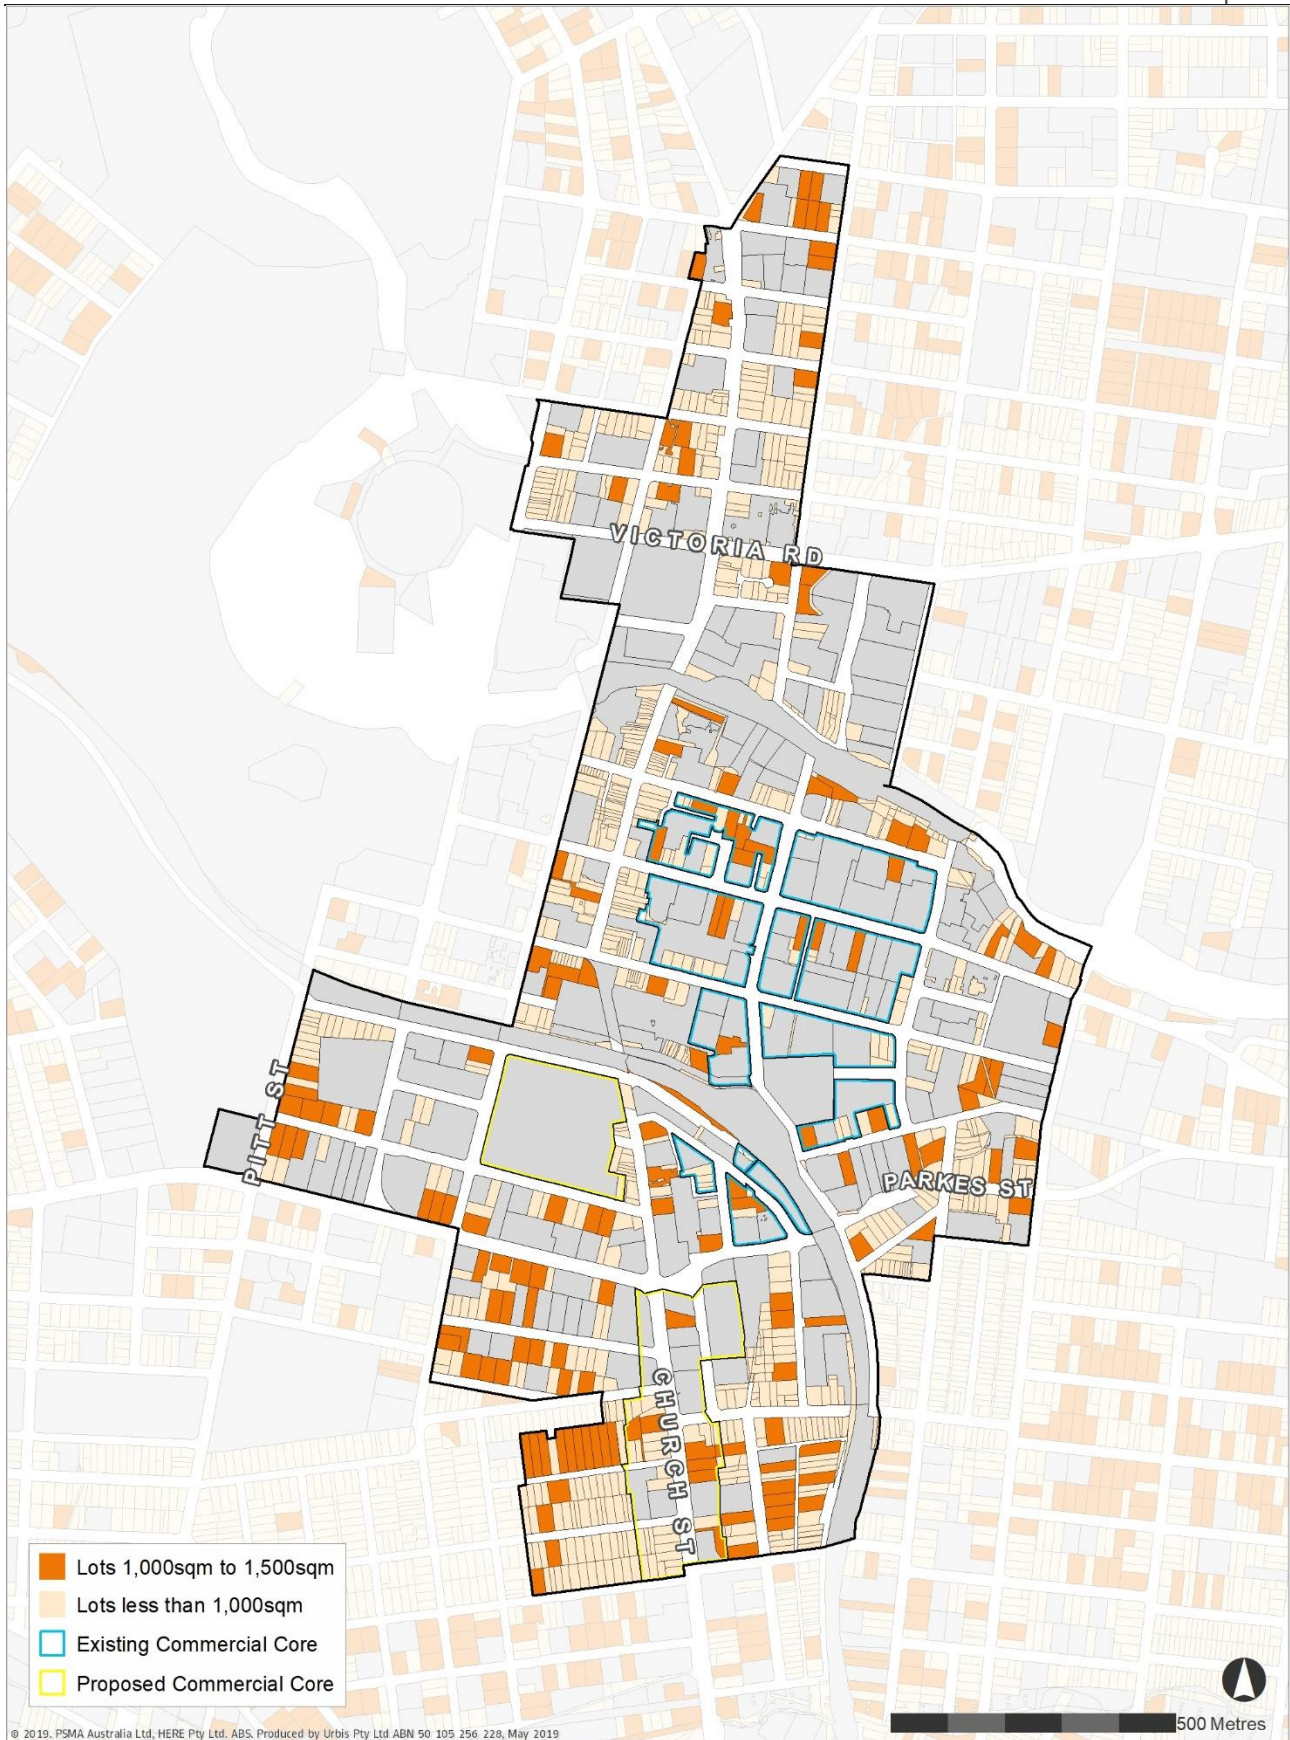 VICTORIA RD
PITT ST
PARKES ST
CHURCH ST
Lots 1,000sqm to 1,500sqm
Lots less than 1,000sqm
Existing Commercial Core
Proposed Commercial Core
500 Metres
© 2019. PSMA Australia Ltd, HERE Pty Ltd. ABS. Produced by Urbis Pty Ltd ABN 50 105 256 228, May 2019